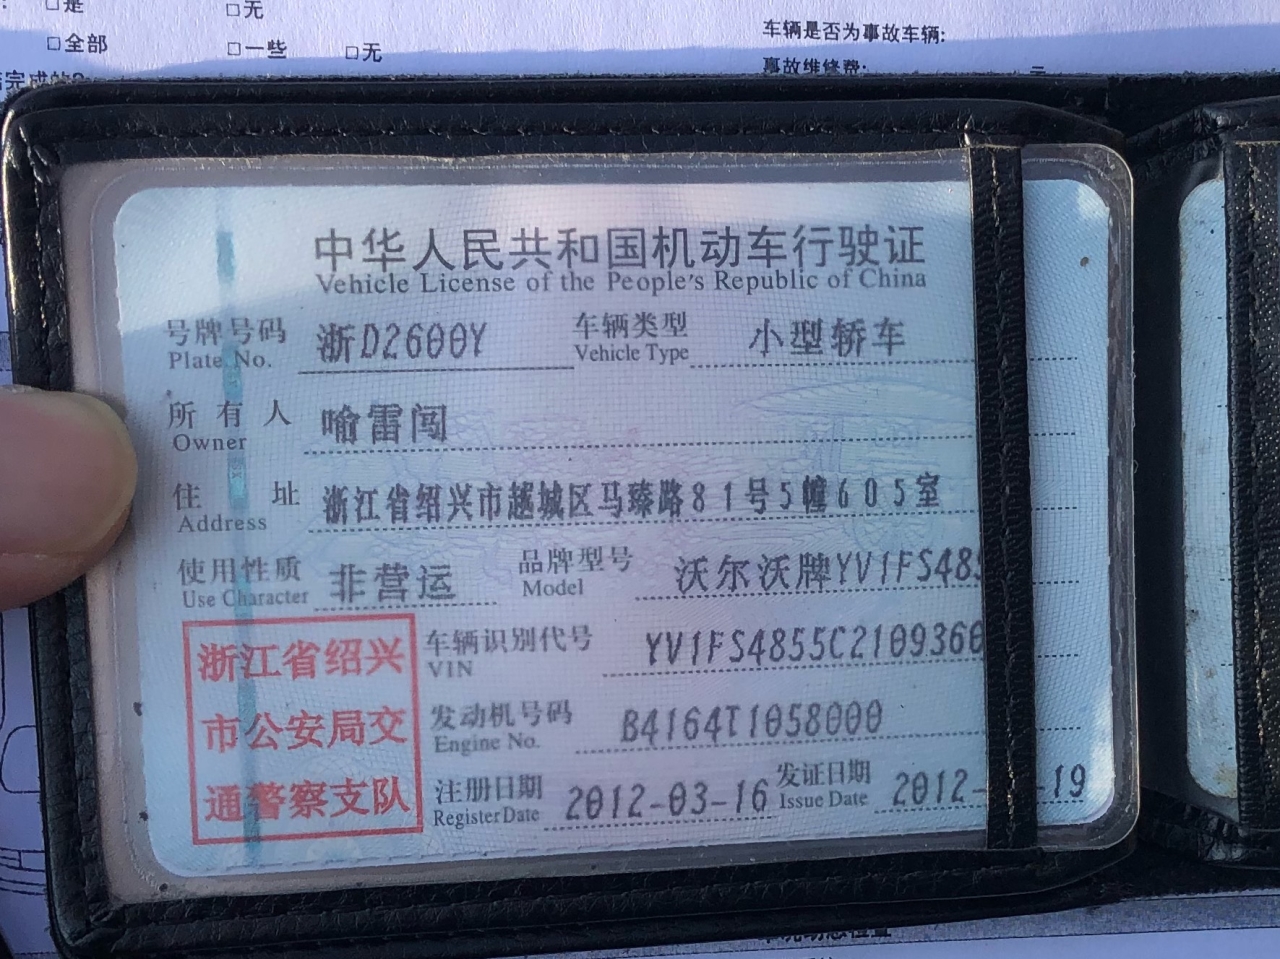 □是 □无
□全部 □一些 □无
车辆是否为事故车辆:
事故维修费:
中华人民共和国机动车行驶证
Vehicle License of the People's Republic of China
号牌号码 浙D2600Y 车辆类型 小型轿车
Plate No. Vehicle Type
所有人 喻雷闯
Owner
住址 浙江省绍兴市越城区马臻路81号5幢605室
Address
使用性质 非营运 品牌型号 沃尔沃牌YV1FS485
Use Character Model
浙江省绍兴
市公安局交
通警察支队
车辆识别代号 YV1FS4855C2109360
VIN
发动机号码 B4164T1058000
Engine No.
注册日期 2012-03-16 发证日期 2012- -19
Register Date Issue Date